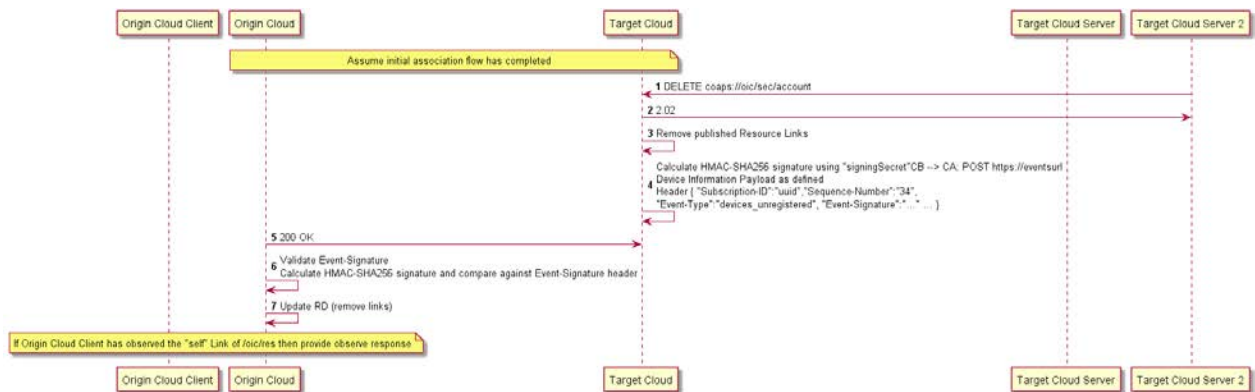 Origin Cloud Client
Origin Cloud
Target Cloud
Target Cloud Server
Target Cloud Server 2
Assume initial association flow has completed
1 DELETE coaps://oic/sec/account
2 2.02
3 Remove published Resource Links
Calculate HMAC-SHA256 signature using "signingSecret"CB --> CA: POST https://eventsurl
Device Information Payload as defined
4
Header { "Subscription-ID":"uuid","Sequence-Number":"34",
"Event-Type":"devices_unregistered", "Event-Signature":"..." ... }
5 200 OK
6 Validate Event-Signature
Calculate HMAC-SHA256 signature and compare against Event-Signature header
7 Update RD (remove links)
If Origin Cloud Client has observed the "self" Link of /oic/res then provide observe response
Origin Cloud Client
Origin Cloud
Target Cloud
Target Cloud Server
Target Cloud Server 2